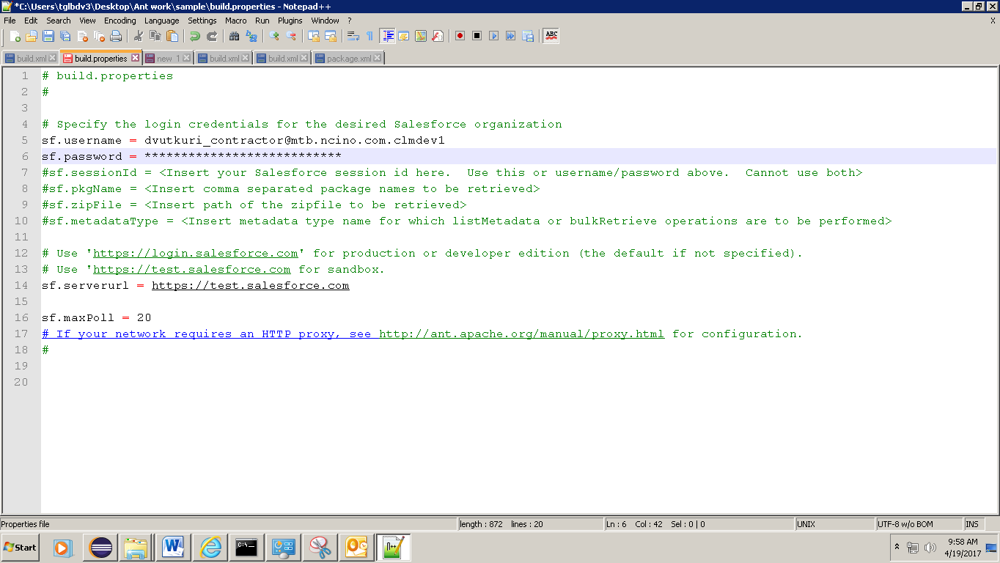 *C:\Users\tglbdv3\Desktop\Ant work\sample\build.properties - Notepad++
File Edit Search View Encoding Language Settings Macro Run Plugins Window ? X
ABC
build.xml build.properties new 1 build.xml build.xml package.xml
1 # build.properties
2 #
3
4 # Specify the login credentials for the desired Salesforce organization
5 sf.username = dvutkuri_contractor@mtb.ncino.com.clmdev1
6 sf.password = ***************************
7 #sf.sessionId = <Insert your Salesforce session id here.  Use this or username/password above.  Cannot use both>
8 #sf.pkgName = <Insert comma separated package names to be retrieved>
9 #sf.zipFile = <Insert path of the zipfile to be retrieved>
10 #sf.metadataType = <Insert metadata type name for which listMetadata or bulkRetrieve operations are to be performed>
11
12 # Use 'https://login.salesforce.com' for production or developer edition (the default if not specified).
13 # Use 'https://test.salesforce.com for sandbox.
14 sf.serverurl = https://test.salesforce.com
15
16 sf.maxPoll = 20
17 # If your network requires an HTTP proxy, see http://ant.apache.org/manual/proxy.html for configuration.
18 #
19
20
Properties file length : 872 lines : 20 Ln : 6 Col : 42 Sel : 0 | 0 UNIX UTF-8 w/o BOM INS
Start 9:58 AM
4/19/2017